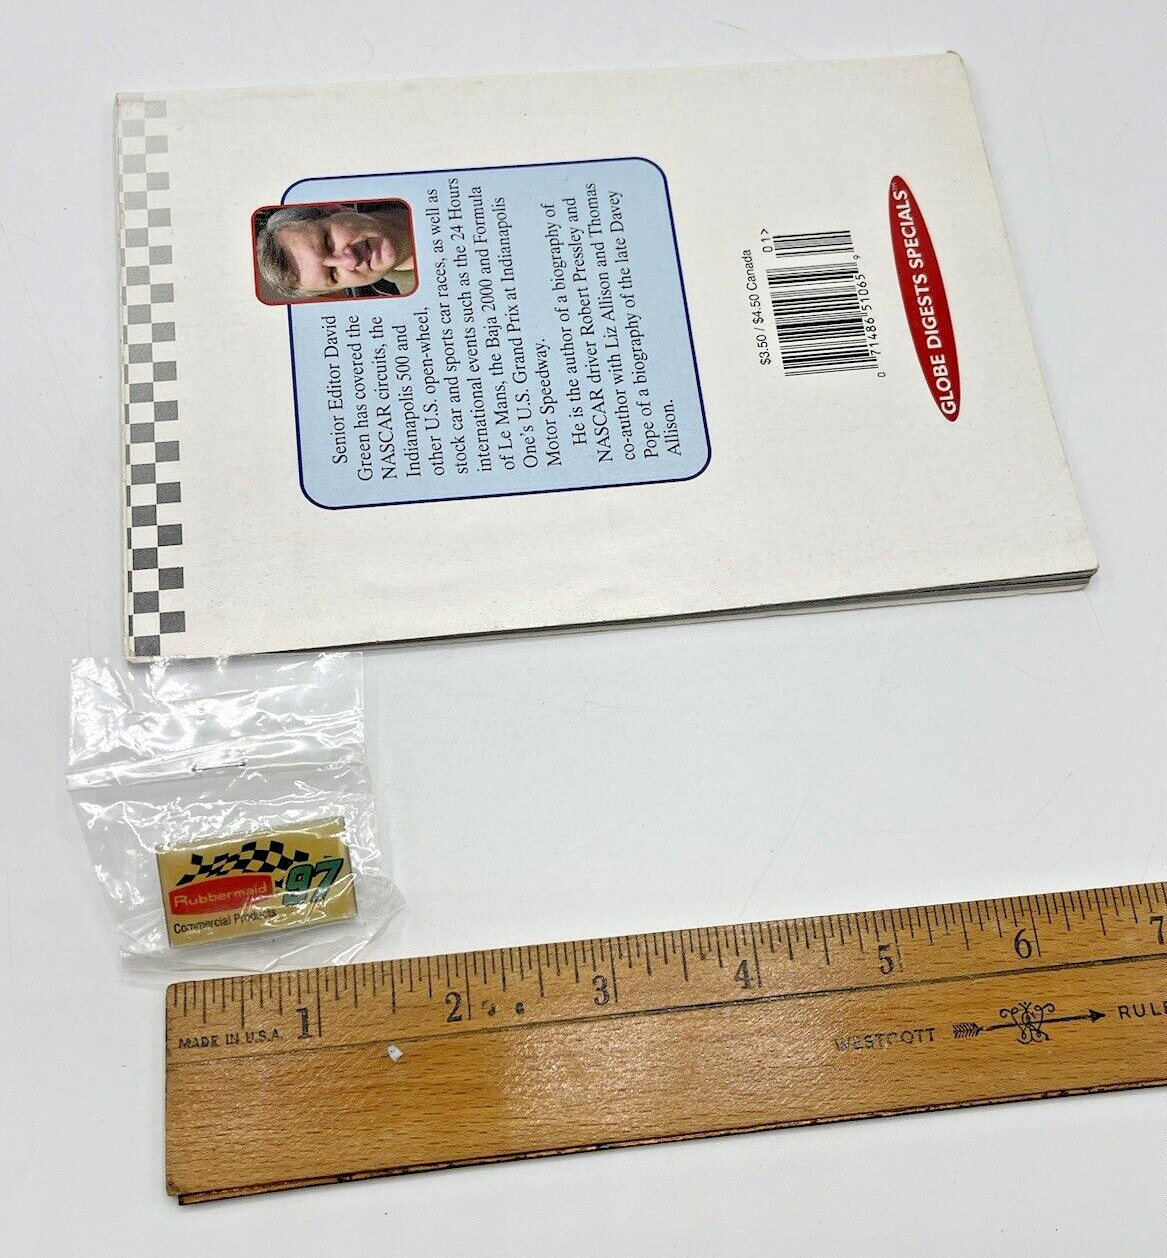 Senior Editor David
Green has covered the
NASCAR circuits, the
Indianapolis 500 and
other U.S. open-wheel,
stock car and sports car races, as well as
international events such as the 24 Hours
of Le Mans, the Baja 2000 and Formula
One's U.S. Grand Prix at Indianapolis
Motor Speedway.
He is the author of a biography of
NASCAR driver Robert Pressley and
co-author with Liz Allison and Thomas
Pope of a biography of the late Davey
Allison.
$3.50 / $4.50 Canada
01>
0 71486 51065 9
GLOBE DIGESTS SPECIALS™
Rubbermaid
'97
Commercial Products
1 2 3 4 5 6 7
MADE IN U.S.A.
WESTCOTT
RULE